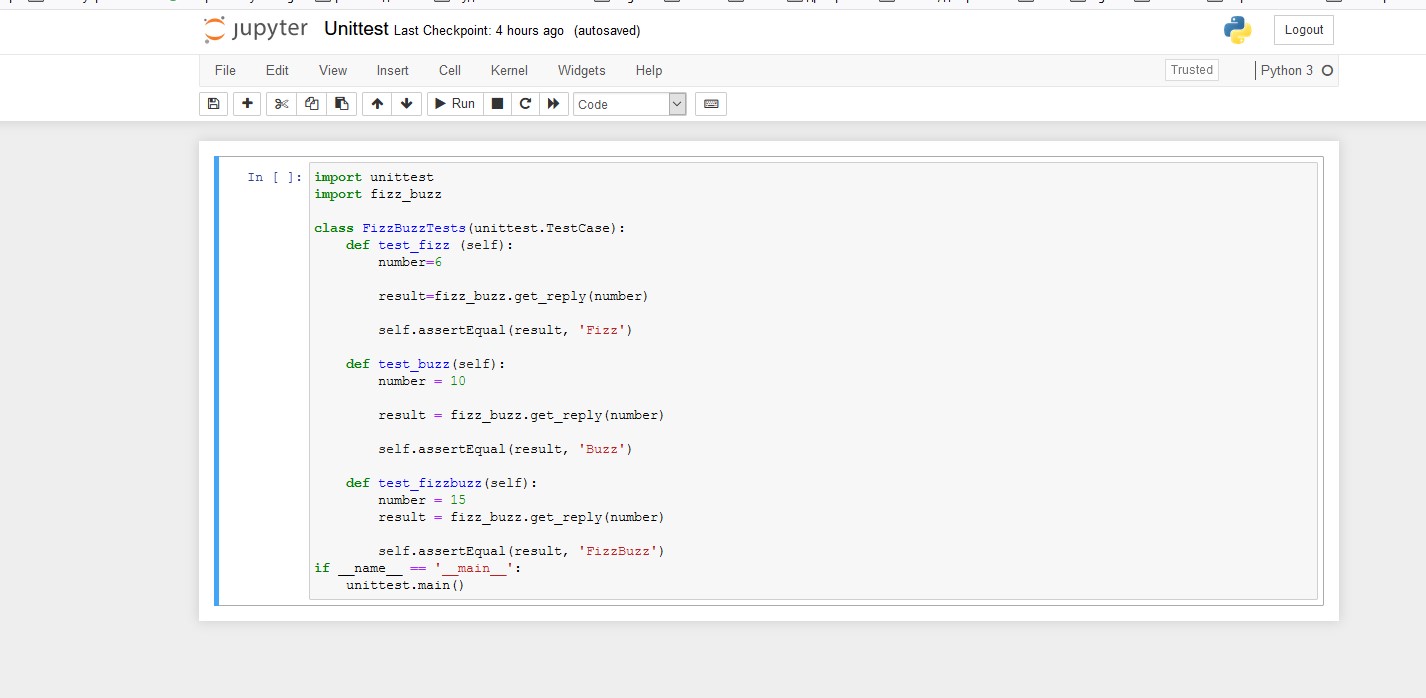 jupyter Unittest Last Checkpoint: 4 hours ago (autosaved)
Logout
File Edit View Insert Cell Kernel Widgets Help
Trusted
Python 3
Run
Code
In [ ]:
import unittest
import fizz_buzz
class FizzBuzzTests(unittest.TestCase):
    def test_fizz (self):
        number=6
        result=fizz_buzz.get_reply(number)
        self.assertEqual(result, 'Fizz')
    def test_buzz(self):
        number = 10
        result = fizz_buzz.get_reply(number)
        self.assertEqual(result, 'Buzz')
    def test_fizzbuzz(self):
        number = 15
        result = fizz_buzz.get_reply(number)
        self.assertEqual(result, 'FizzBuzz')
if __name__ == '__main__':
    unittest.main()